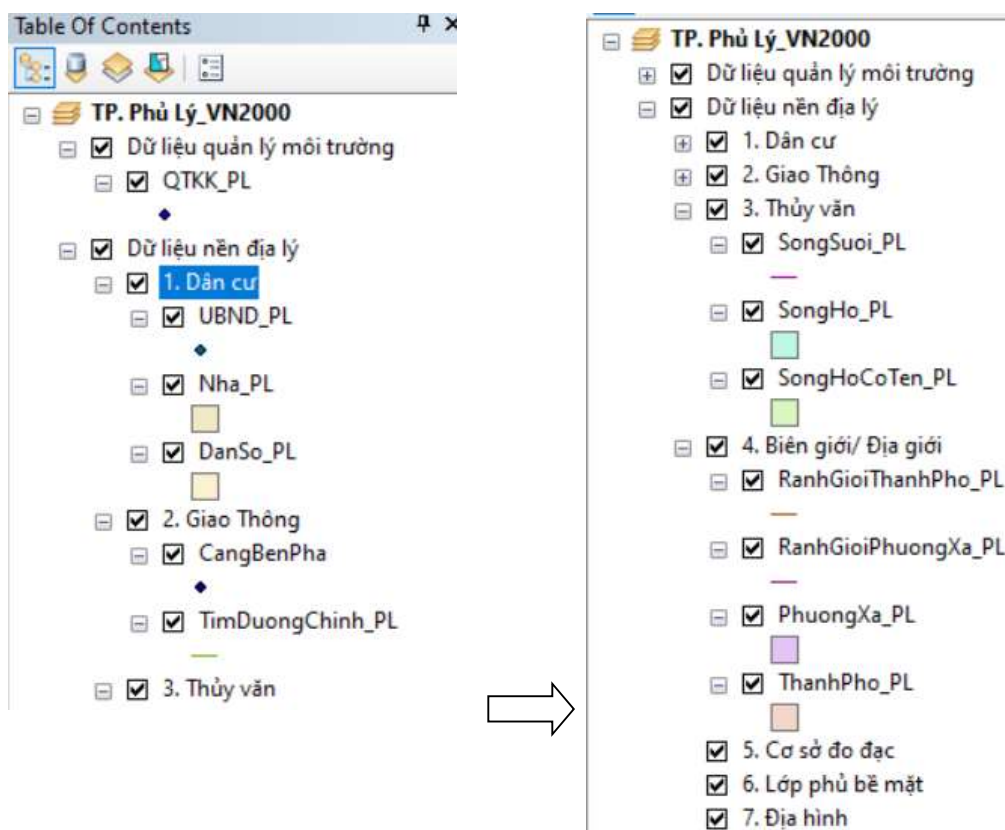 Table Of Contents
TP. Phủ Lý_VN2000
Dữ liệu quản lý môi trường
QTKK_PL
Dữ liệu nền địa lý
1. Dân cư
UBND_PL
Nha_PL
DanSo_PL
2. Giao Thông
CangBenPha
TimDuongChinh_PL
3. Thủy văn
TP. Phủ Lý_VN2000
Dữ liệu quản lý môi trường
Dữ liệu nền địa lý
1. Dân cư
2. Giao Thông
3. Thủy văn
SongSuoi_PL
SongHo_PL
SongHoCoTen_PL
4. Biên giới/ Địa giới
RanhGioiThanhPho_PL
RanhGioiPhuongXa_PL
PhuongXa_PL
ThanhPho_PL
5. Cơ sở đo đạc
6. Lớp phủ bề mặt
7. Địa hình